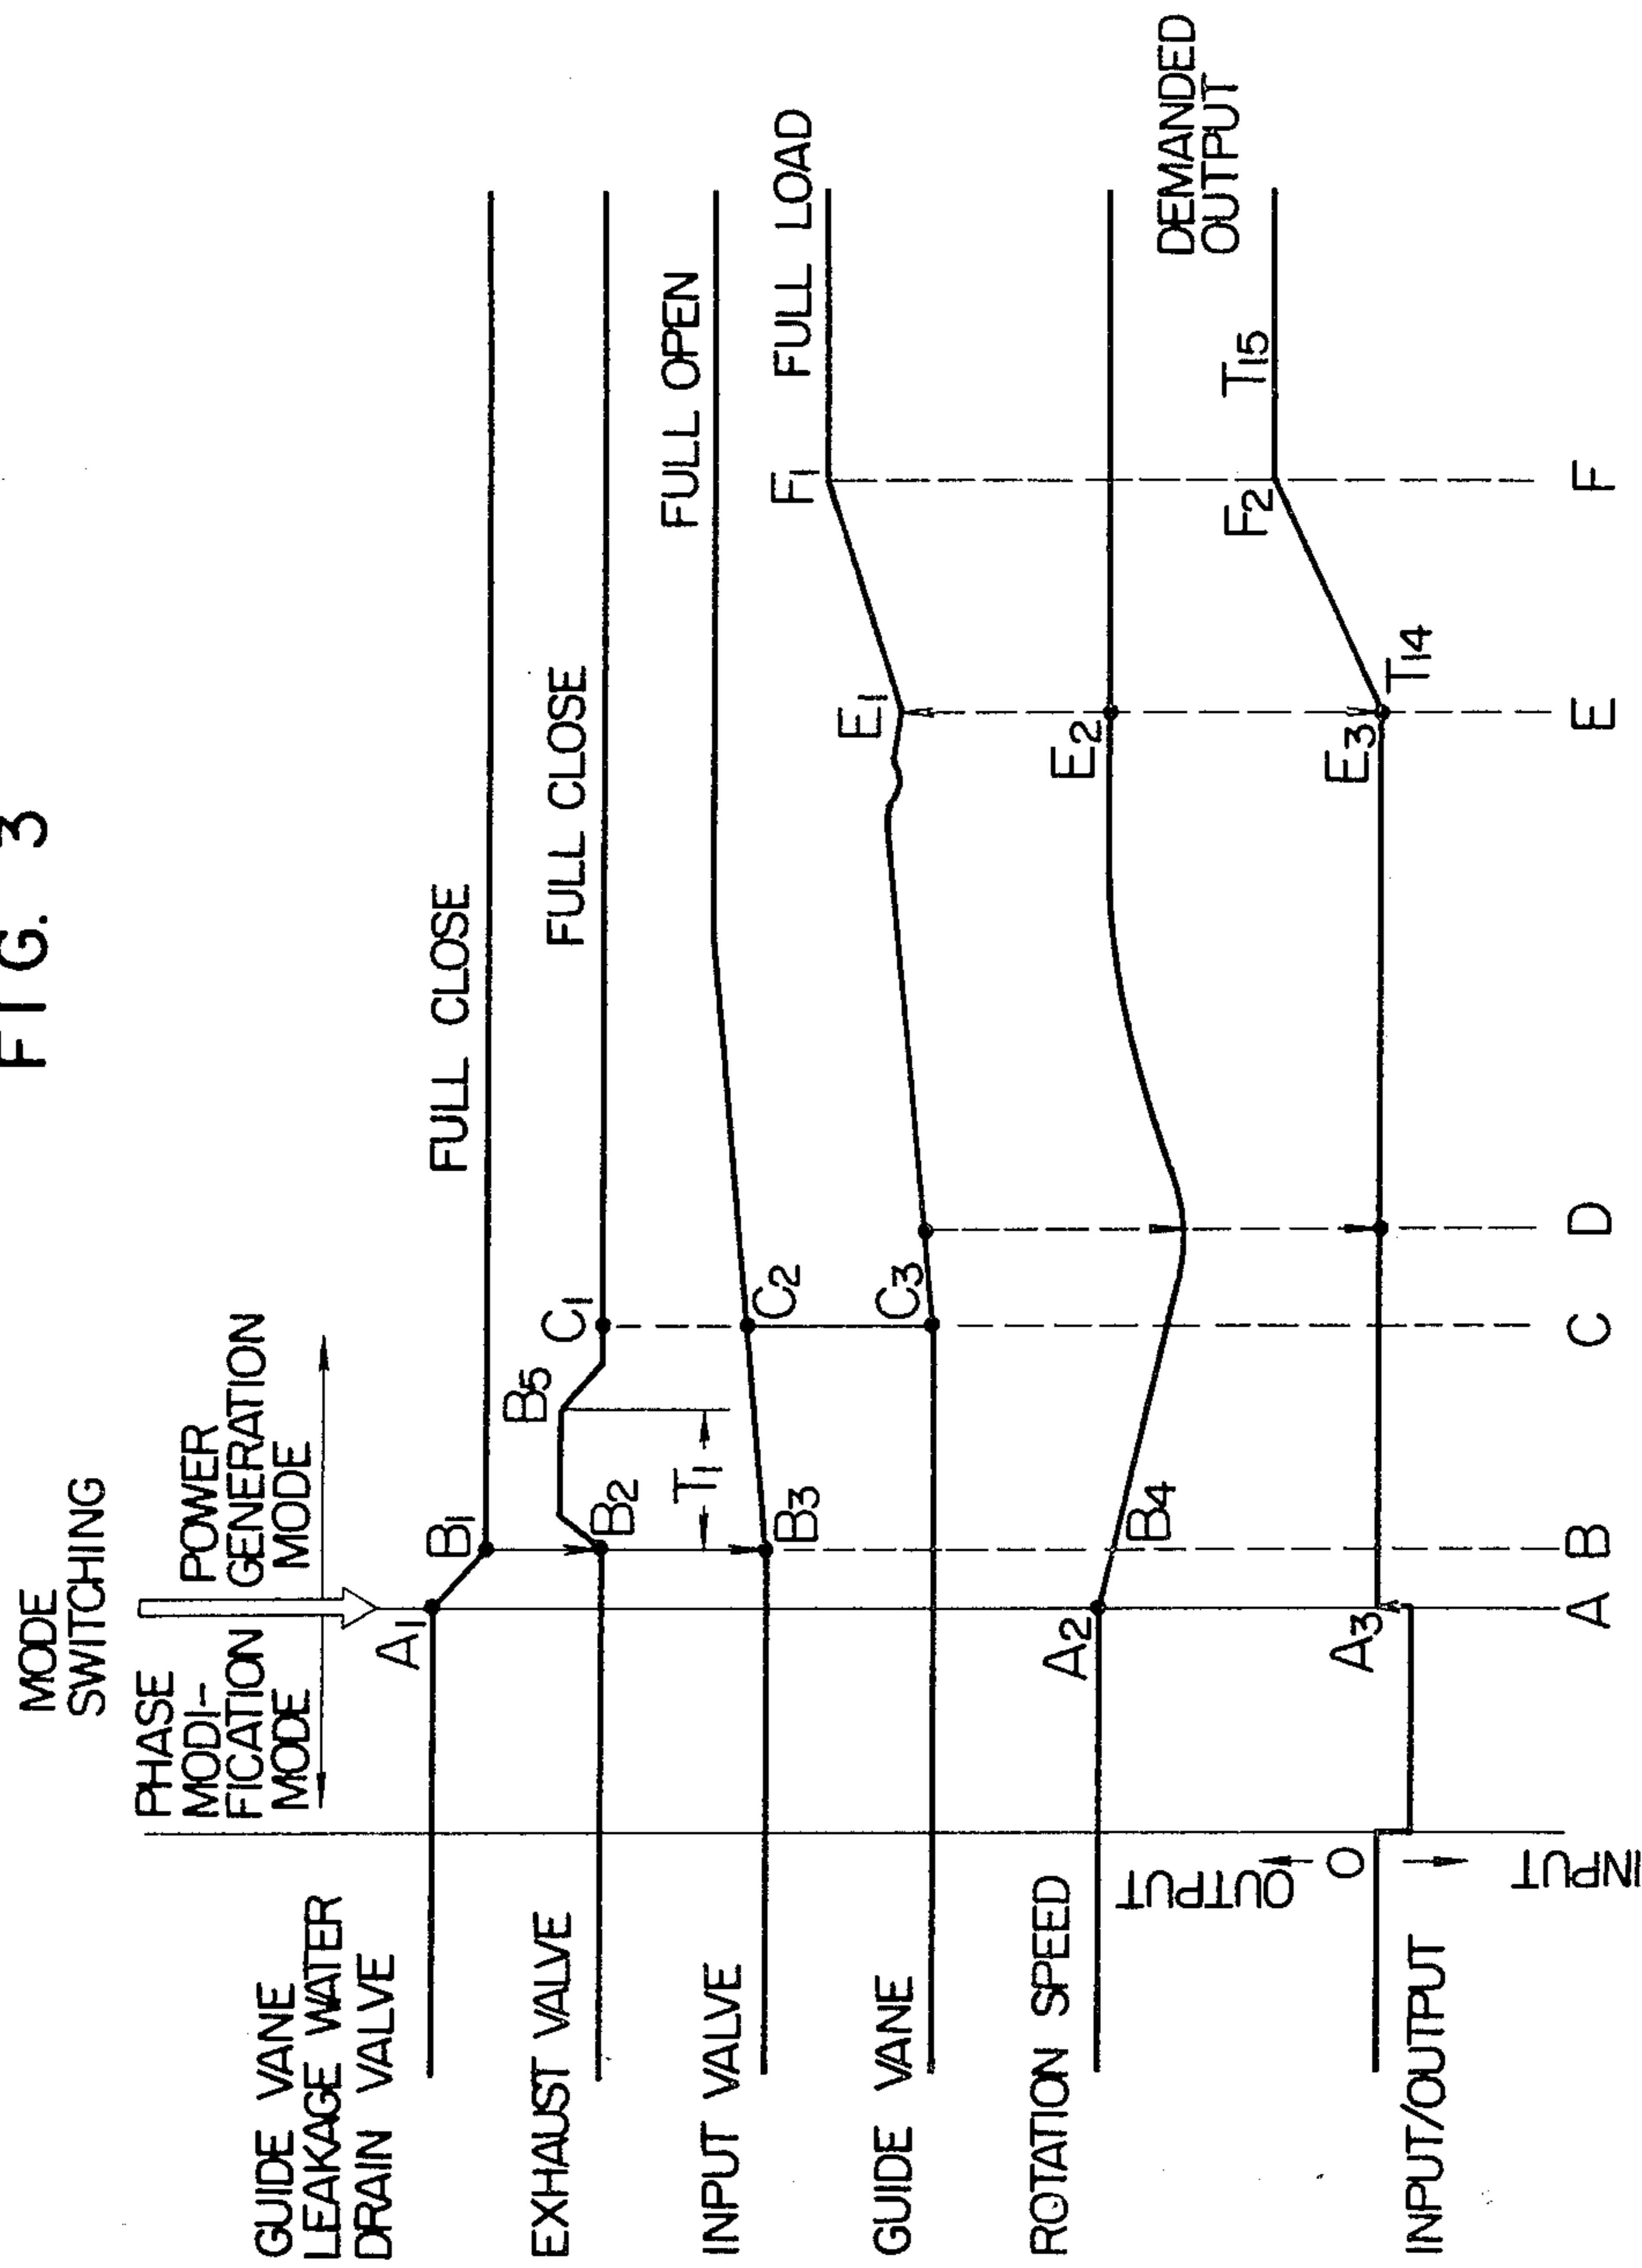 FIG. 3
MODE
SWITCHING
PHASE
MODI-
FICATION
MODE
POWER
GENERATION
MODE
GUIDE VANE
LEAKAGE WATER
DRAIN VALVE
A1
B1
FULL CLOSE
EXHAUST VALVE
B2
B5
C1
FULL CLOSE
T1
INPUT VALVE
B3
C2
FULL OPEN
GUIDE VANE
C3
E1
F1
FULL LOAD
ROTATION SPEED
A2
B4
E2
OUTPUT
O
INPUT
INPUT/OUTPUT
A3
E3
T14
F2
T15
DEMANDED
OUTPUT
A
B
C
D
E
F